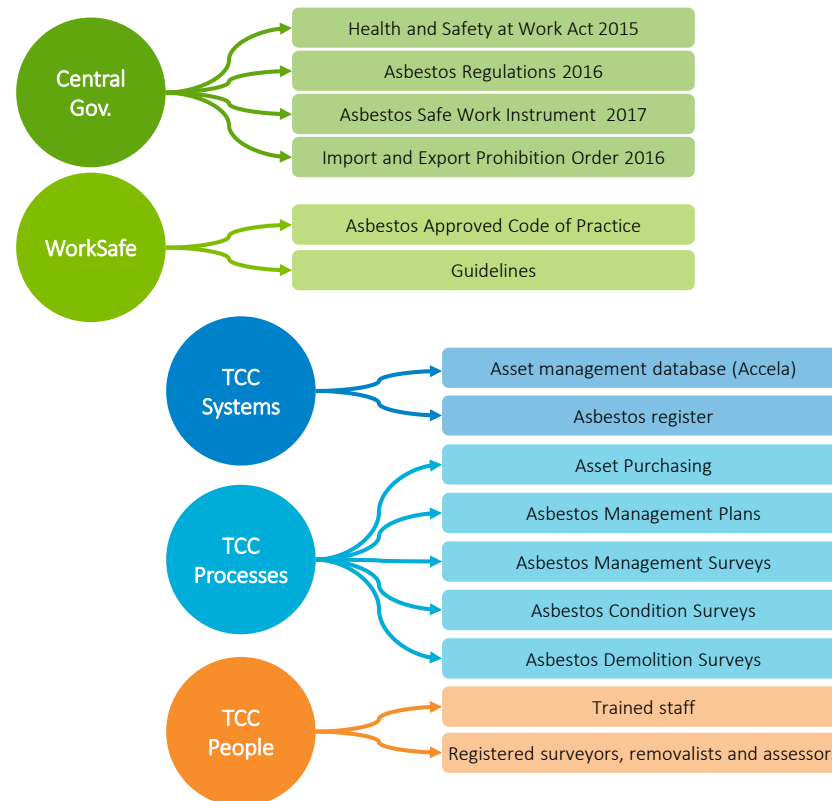 Central
Gov.
Health and Safety at Work Act 2015
Asbestos Regulations 2016
Asbestos Safe Work Instrument 2017
Import and Export Prohibition Order 2016
WorkSafe
Asbestos Approved Code of Practice
Guidelines
TCC
Systems
Asset management database (Accela)
Asbestos register
TCC
Processes
Asset Purchasing
Asbestos Management Plans
Asbestos Management Surveys
Asbestos Condition Surveys
Asbestos Demolition Surveys
TCC
People
Trained staff
Registered surveyors, removalists and assessor